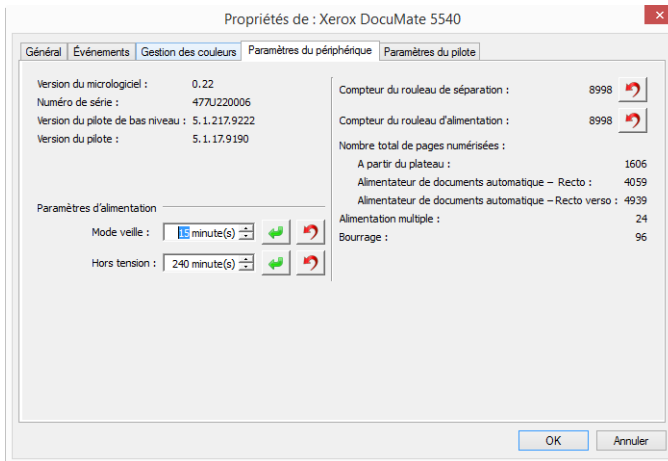 Propriétés de : Xerox DocuMate 5540
Général Événements Gestion des couleurs Paramètres du périphérique Paramètres du pilote
Version du micrologiciel : 0.22
Numéro de série : 477U220006
Version du pilote de bas niveau : 5.1.217.9222
Version du pilote : 5.1.17.9190
Paramètres d'alimentation
Mode veille : 15 minute(s)
Hors tension : 240 minute(s)
Compteur du rouleau de séparation : 8998
Compteur du rouleau d'alimentation : 8998
Nombre total de pages numérisées :
A partir du plateau : 1606
Alimentateur de documents automatique – Recto : 4059
Alimentateur de documents automatique – Recto verso : 4939
Alimentation multiple : 24
Bourrage : 96
OK Annuler